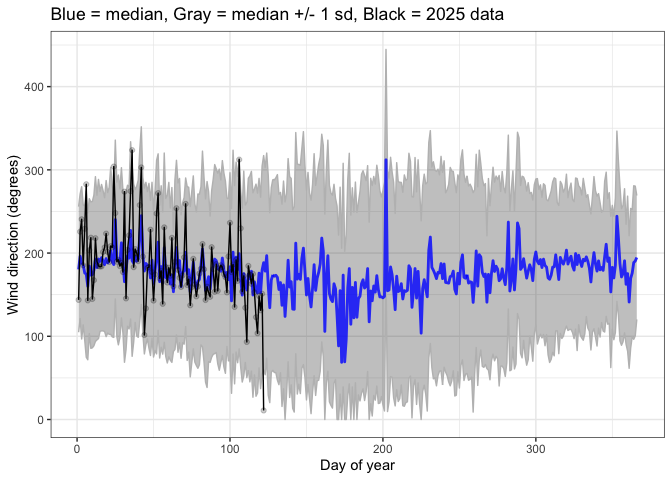 Blue = median, Gray = median +/- 1 sd, Black = 2025 data
400
300
200
100
0
Wind direction (degrees)
0 100 200 300
Day of year